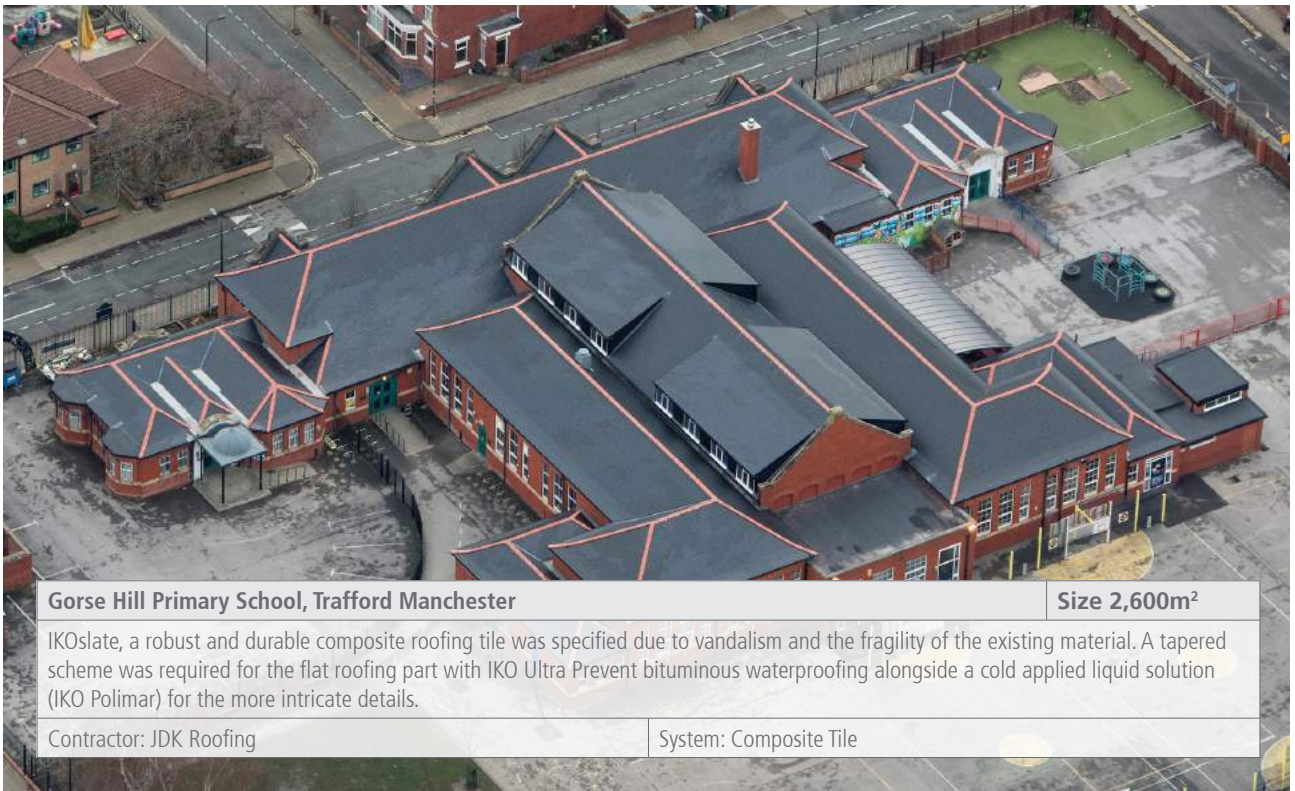 Gorse Hill Primary School, Trafford Manchester
Size 2,600m²
IKOslate, a robust and durable composite roofing tile was specified due to vandalism and the fragility of the existing material. A tapered
scheme was required for the flat roofing part with IKO Ultra Prevent bituminous waterproofing alongside a cold applied liquid solution
(IKO Polimar) for the more intricate details.
Contractor: JDK Roofing
System: Composite Tile